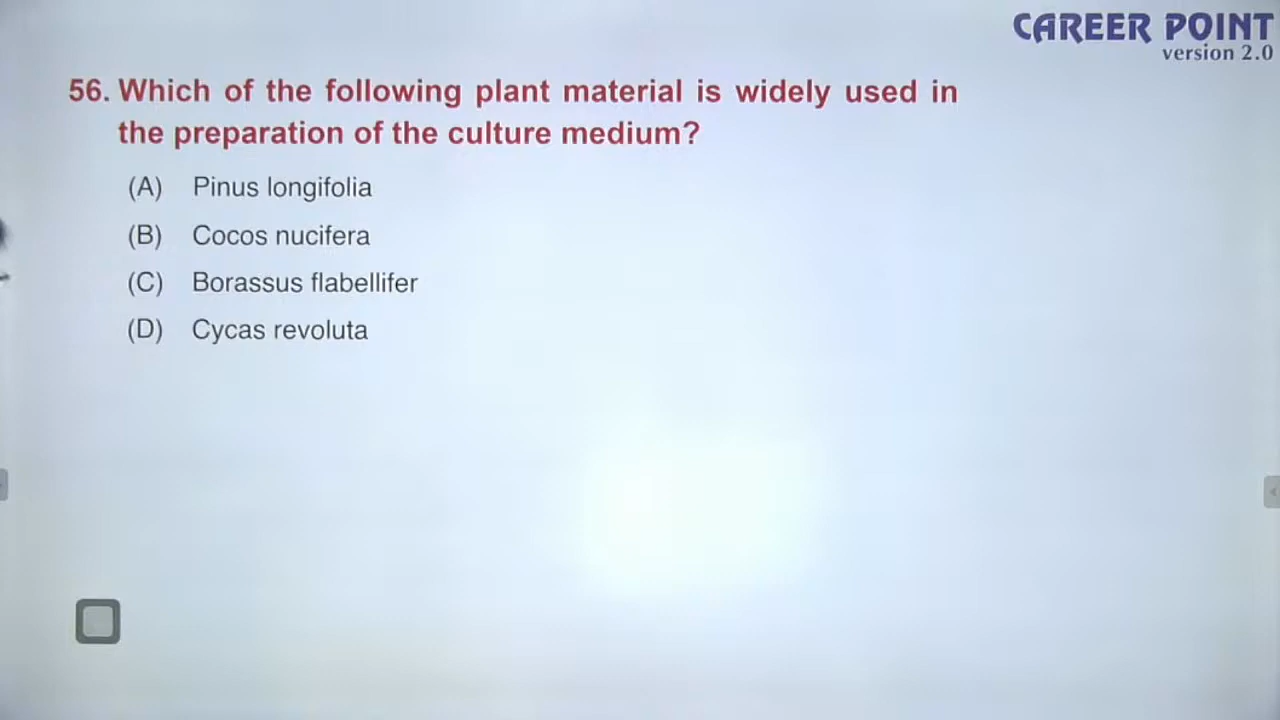 CAREER POINT
version 2.0
56. Which of the following plant material is widely used in
the preparation of the culture medium?
(A) Pinus longifolia
(B) Cocos nucifera
(C) Borassus flabellifer
(D) Cycas revoluta